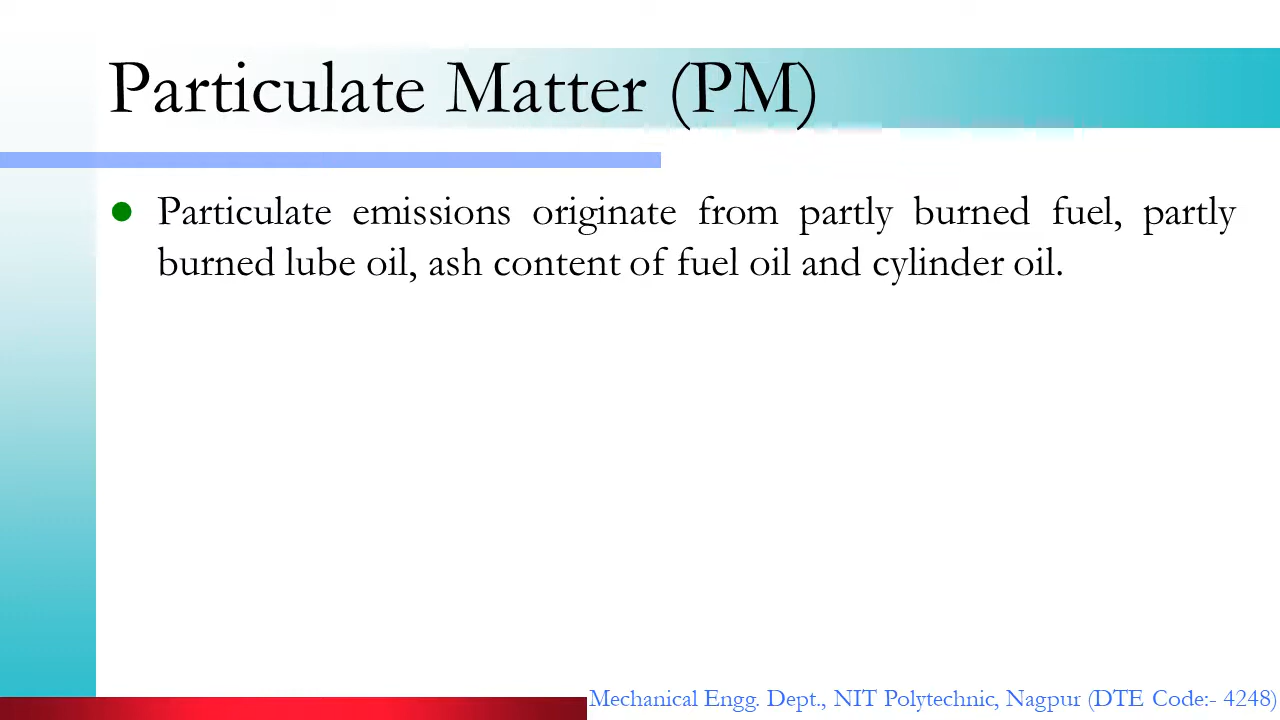 Particulate Matter (PM)
Particulate emissions originate from partly burned fuel, partly
burned lube oil, ash content of fuel oil and cylinder oil.
Mechanical Engg. Dept., NIT Polytechnic, Nagpur (DTE Code:- 4248)